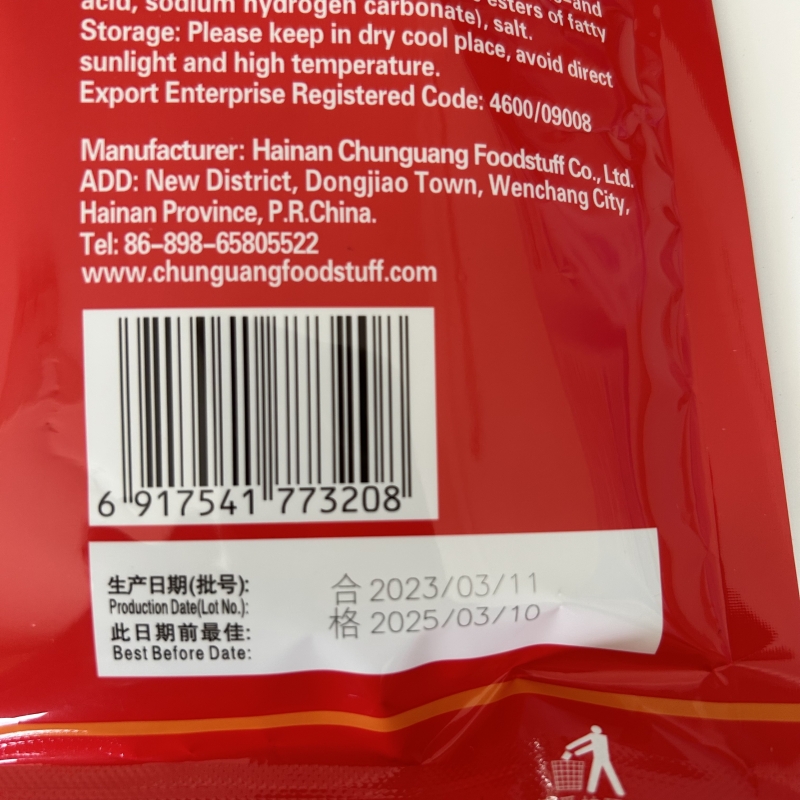 acid, sodium hydrogen carbonate), salt.
esters of fatty
Storage: Please keep in dry cool place, avoid direct
sunlight and high temperature.
Export Enterprise Registered Code: 4600/09008
Manufacturer: Hainan Chunguang Foodstuff Co., Ltd.
ADD: New District, Dongjiao Town, Wenchang City,
Hainan Province, P.R.China.
Tel: 86-898-65805522
www.chunguangfoodstuff.com
6 917541 773208
生产日期(批号): 合 2023/03/11
Production Date(Lot No.):
此日期前最佳: 格 2025/03/10
Best Before Date: